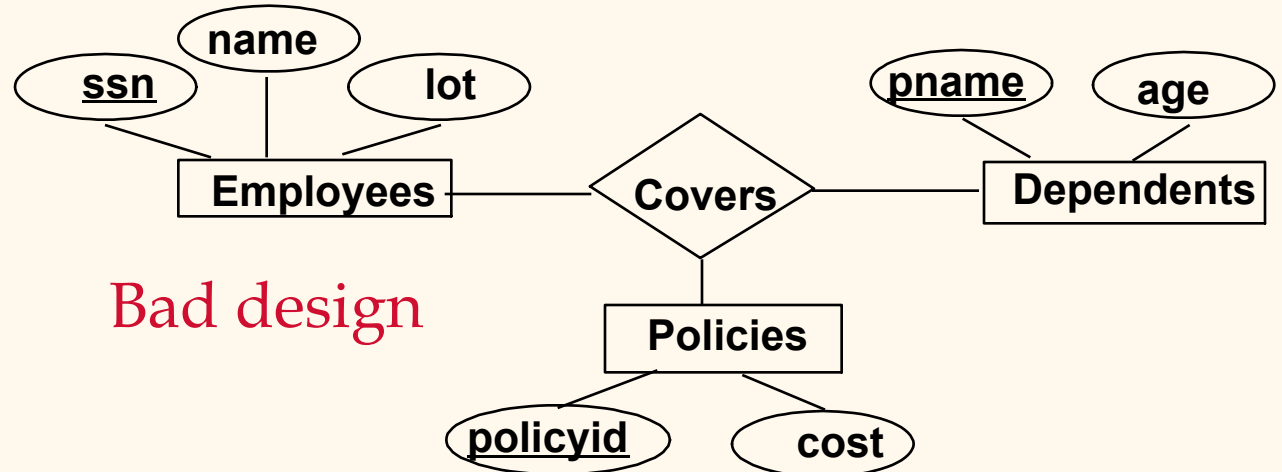 name
ssn
lot
pname
age
Employees
Covers
Dependents
Bad design
Policies
policyid
cost